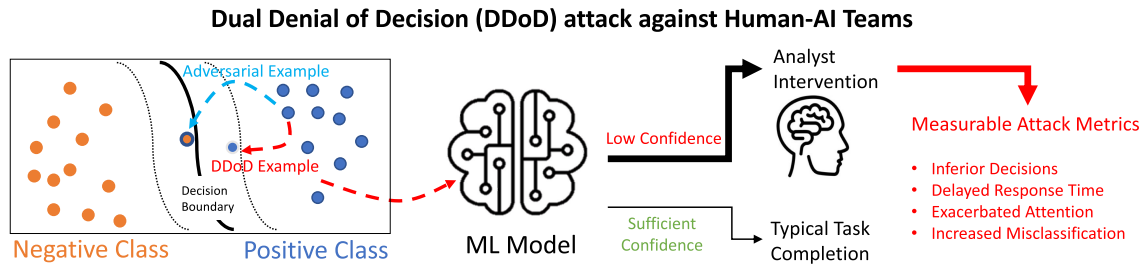 Dual Denial of Decision (DDoD) attack against Human-AI Teams
Adversarial Example
DDoD Example
Decision
Boundary
Negative Class
Positive Class
ML Model
Low Confidence
Sufficient
Confidence
Analyst
Intervention
Typical Task
Completion
Measurable Attack Metrics
• Inferior Decisions
• Delayed Response Time
• Exacerbated Attention
• Increased Misclassification